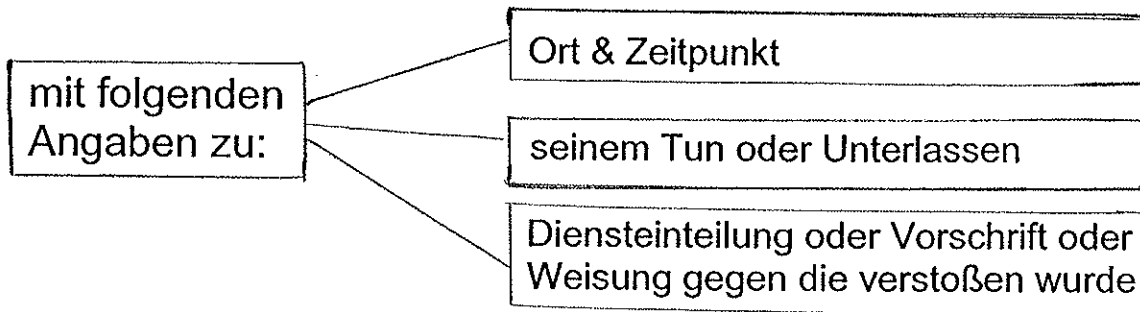 mit folgenden
Angaben zu:
Ort & Zeitpunkt
seinem Tun oder Unterlassen
Diensteinteilung oder Vorschrift oder
Weisung gegen die verstoßen wurde